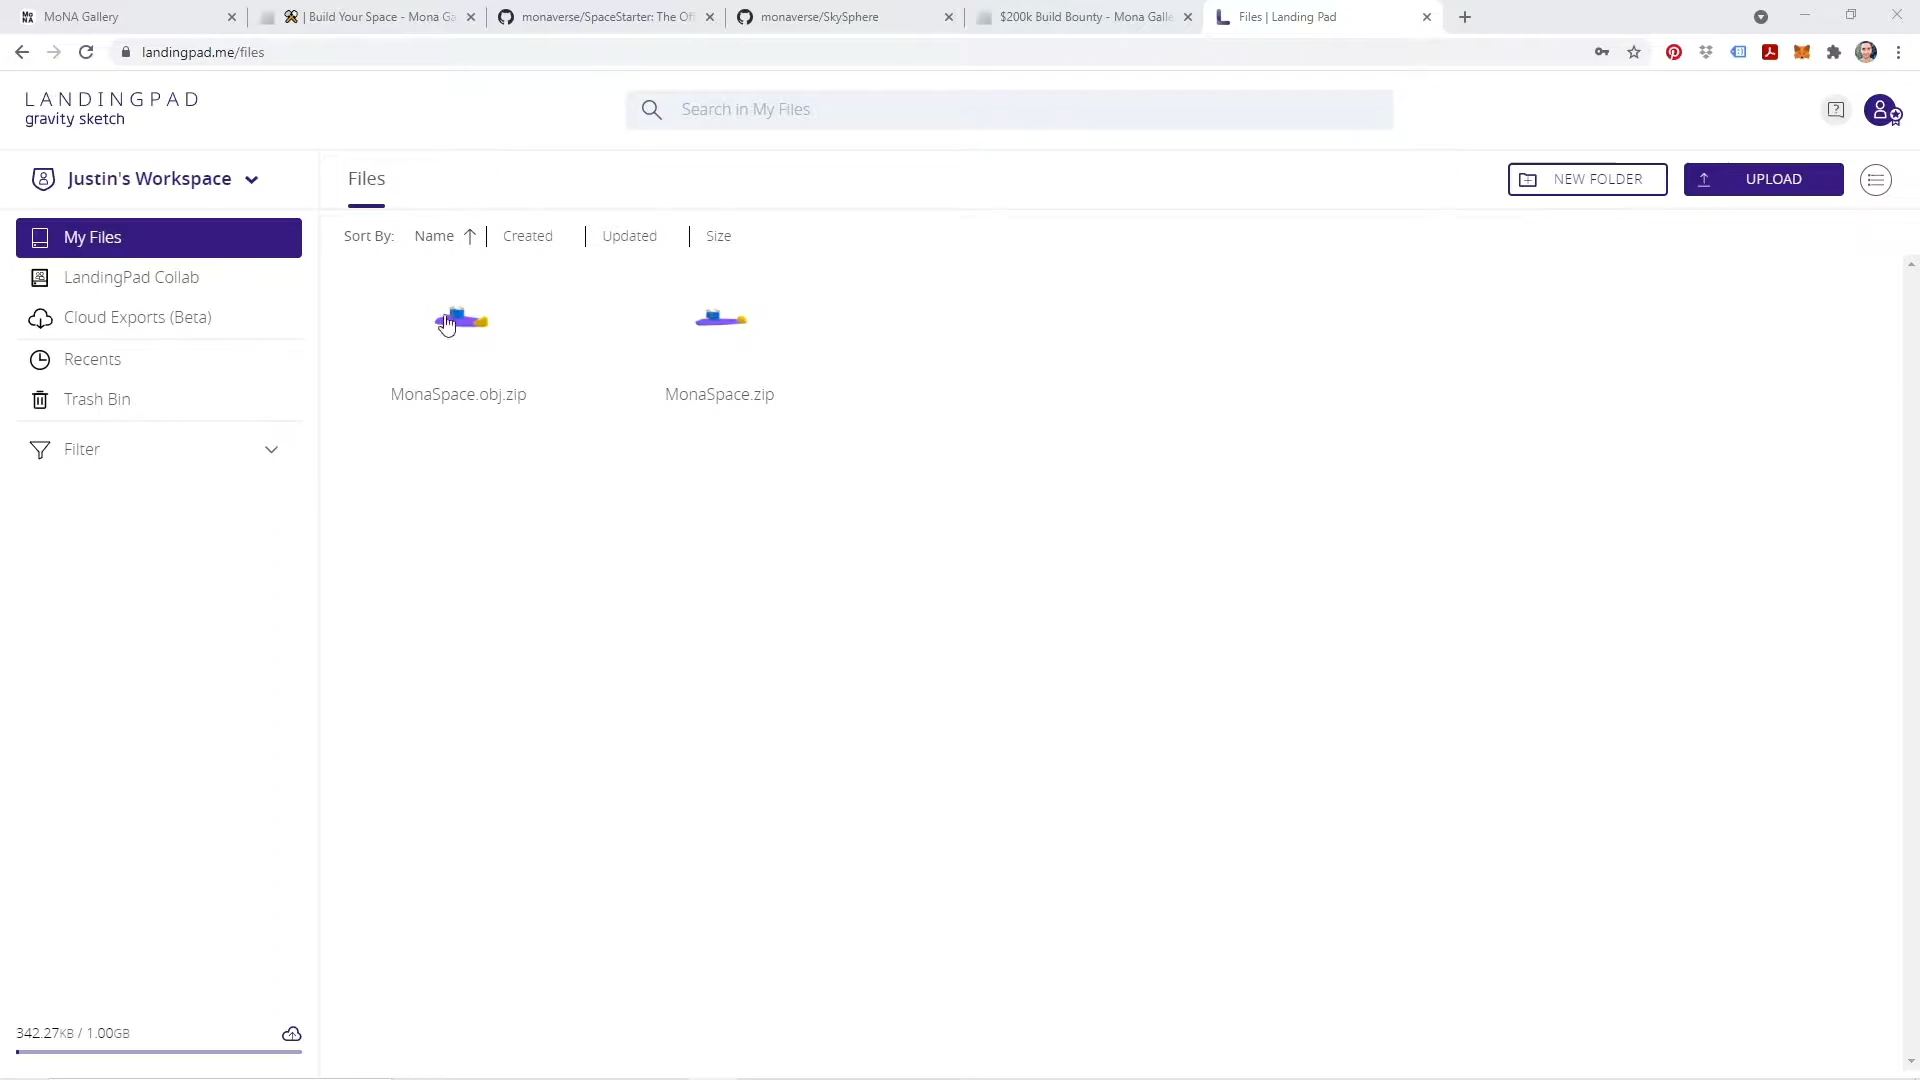 MoNA Gallery
| Build Your Space - Mona Ga
monaverse/SpaceStarter: The Off
monaverse/SkySphere
$200k Build Bounty - Mona Galle
Files | Landing Pad
landingpad.me/files
LANDINGPAD
gravity sketch
Search in My Files
Justin's Workspace
Files
NEW FOLDER
UPLOAD
My Files
Sort By: Name Created Updated Size
LandingPad Collab
Cloud Exports (Beta)
Recents
MonaSpace.obj.zip
MonaSpace.zip
Trash Bin
Filter
342.27KB / 1.00GB